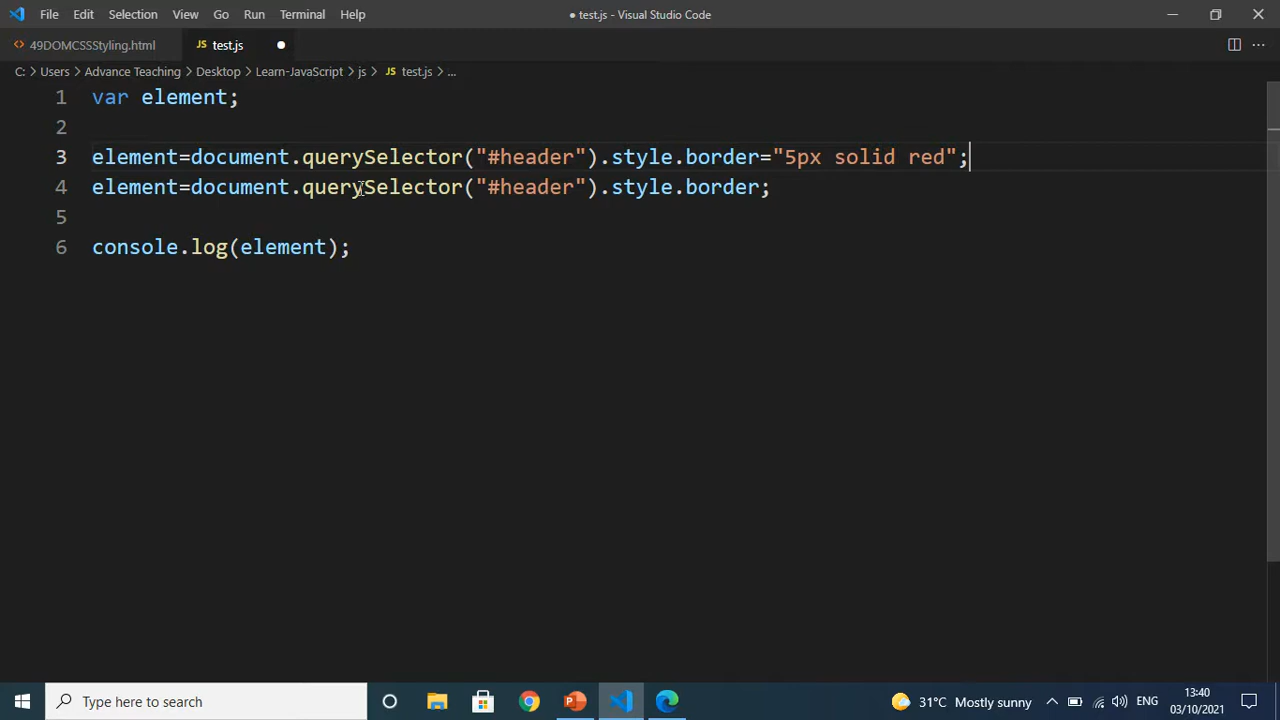 File Edit Selection View Go Run Terminal Help
● test.js - Visual Studio Code
49DOMCSSStyling.html
JS test.js ●
C: > Users > Advance Teaching > Desktop > Learn-JavaScript > js > JS test.js > ...
1 var element;
2
3 element=document.querySelector("#header").style.border="5px solid red";
4 element=document.querySelector("#header").style.border;
5
6 console.log(element);
Type here to search
31°C Mostly sunny
ENG
13:40
03/10/2021